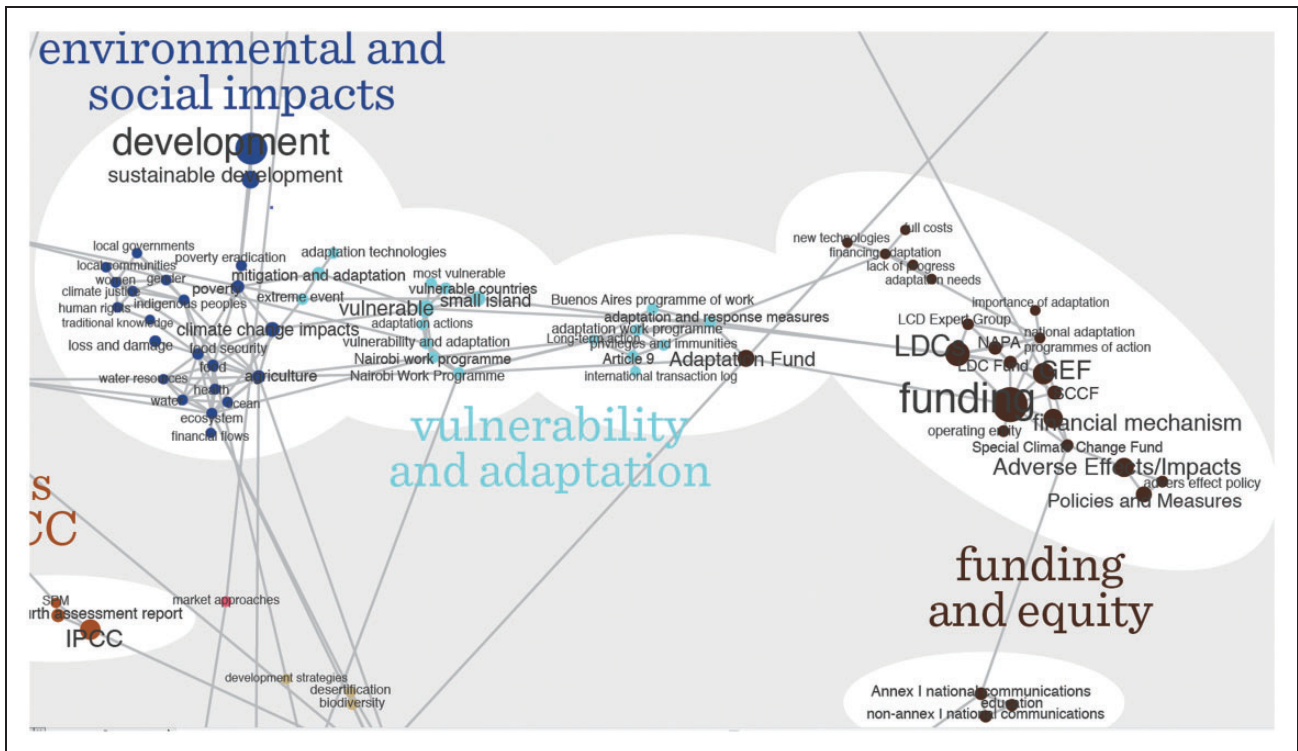 environmental and
social impacts
development
sustainable development
local governments
poverty eradication
adaptation technologies
local communities
women
gender
poverty
mitigation and adaptation
climate justice
indigenous peoples
extreme event
human rights
traditional knowledge
climate change impacts
loss and damage
food security
food
agriculture
water resources
health
water
ocean
ecosystem
financial flows
most vulnerable
vulnerable countries
small island
vulnerable
adaptation actions
vulnerability and adaptation
Nairobi work programme
Nairobi Work Programme
Buenos Aires programme of work
adaptation and response measures
adaptation work programme
Long-term action
privileges and immunities
Article 9
Adaptation Fund
international transaction log
vulnerability
and adaptation
full costs
new technologies
financing adaptation
lack of progress
adaptation needs
importance of adaptation
LCD Expert Group
national adaptation
programmes of action
LDCs
NAPA
LDC Fund
GEF
SCCF
funding
financial mechanism
operating entity
Special Climate Change Fund
Adverse Effects/Impacts
advers effect policy
Policies and Measures
funding
and equity
s
CC
SPM
rth assessment report
IPCC
market approaches
development strategies
desertification
biodiversity
Annex I national communications
education
non-annex I national communications